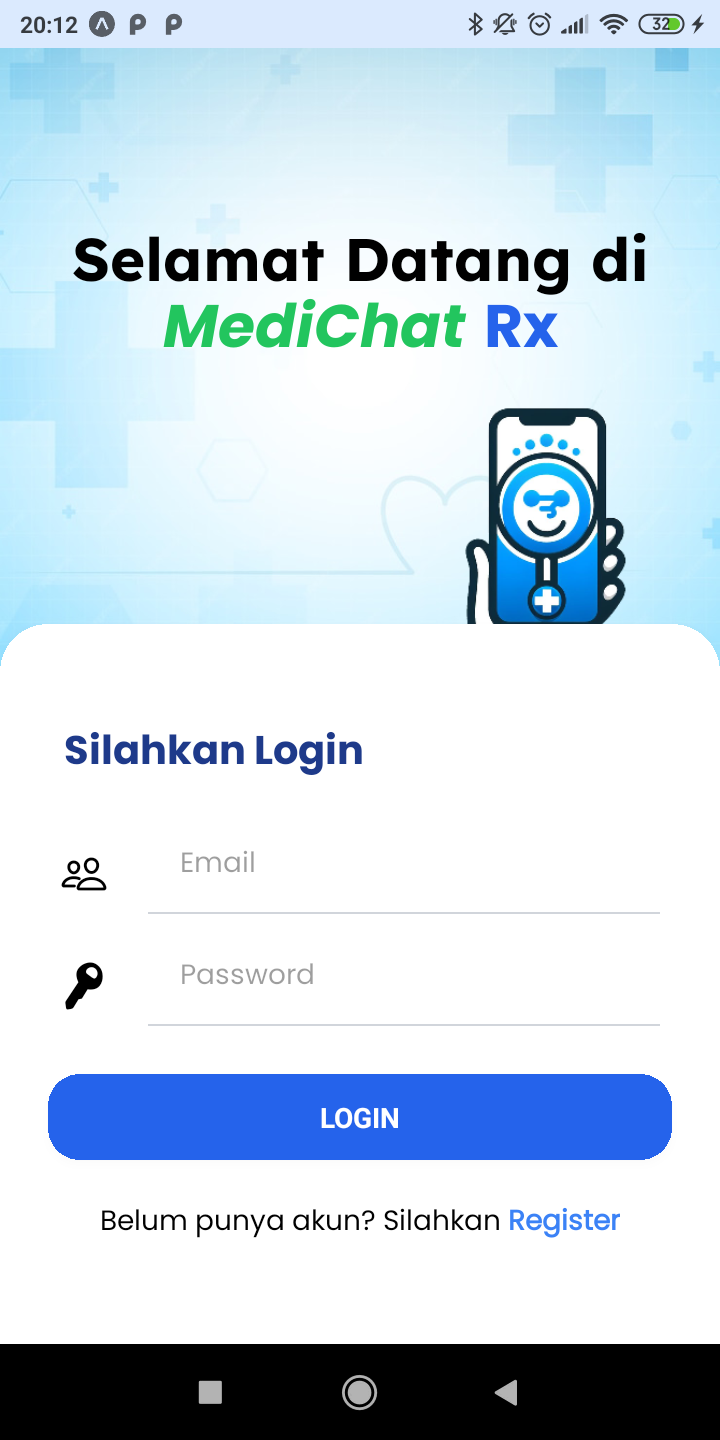 20:12
32
Selamat Datang di
MediChat Rx
Silahkan Login
Email
Password
LOGIN
Belum punya akun? Silahkan Register